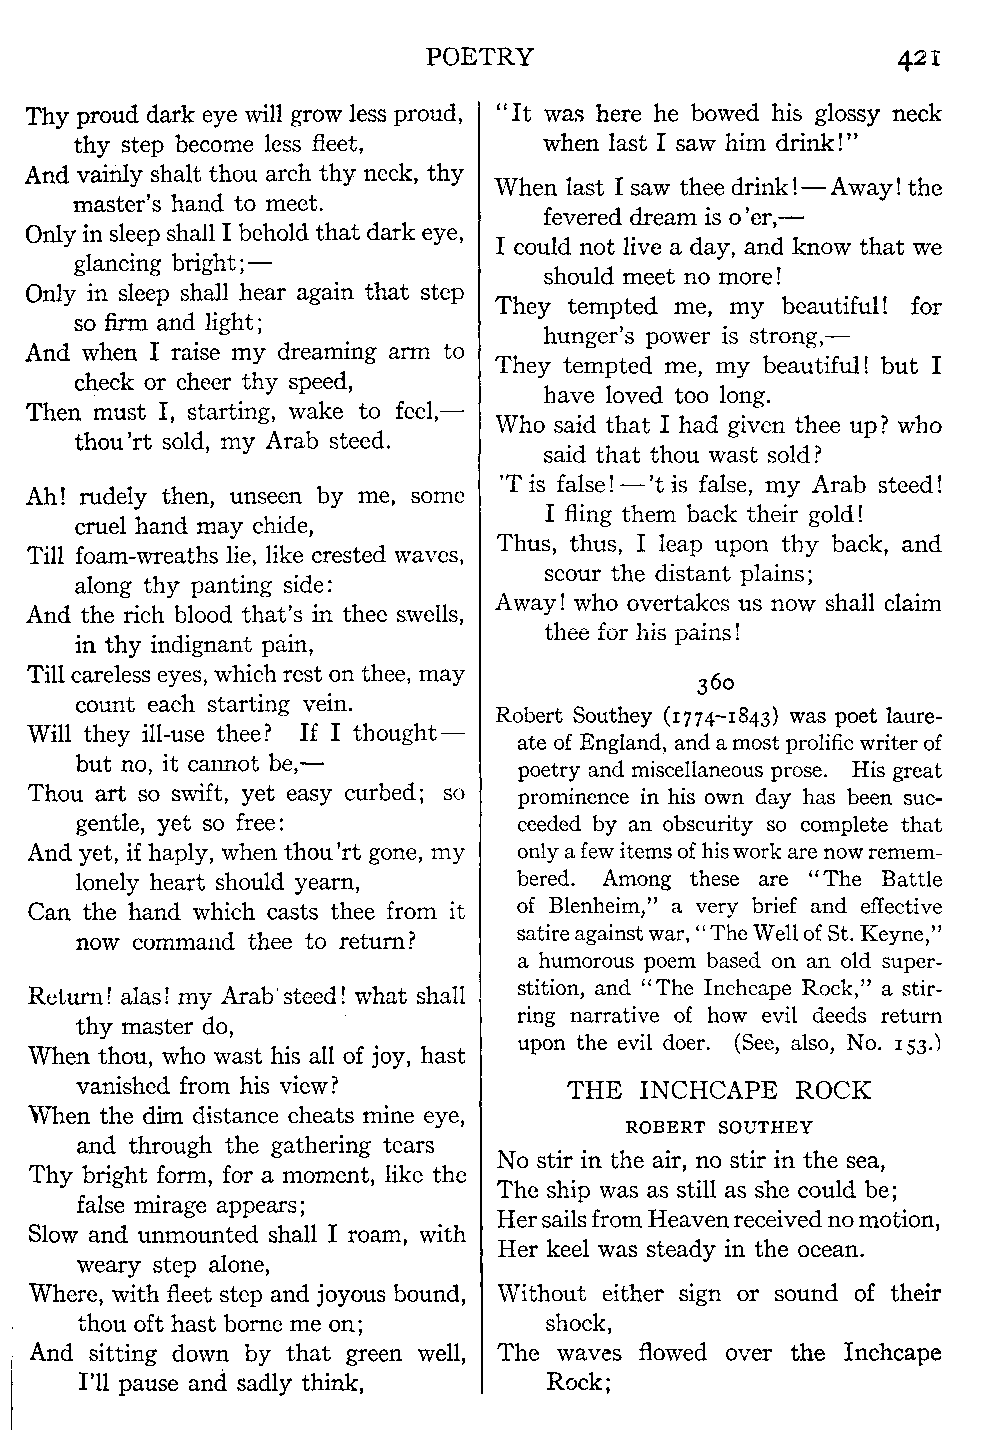 POETRY 421
Thy proud dark eye will grow less proud,
thy step become less fleet,
And vainly shalt thou arch thy neck, thy
master's hand to meet.
Only in sleep shall I behold that dark eye,
glancing bright;—
Only in sleep shall hear again that step
so firm and light;
And when I raise my dreaming arm to
check or cheer thy speed,
Then must I, starting, wake to feel,—
thou'rt sold, my Arab steed.
Ah! rudely then, unseen by me, some
cruel hand may chide,
Till foam-wreaths lie, like crested waves,
along thy panting side:
And the rich blood that's in thee swells,
in thy indignant pain,
Till careless eyes, which rest on thee, may
count each starting vein.
Will they ill-use thee? If I thought—
but no, it cannot be,—
Thou art so swift, yet easy curbed; so
gentle, yet so free:
And yet, if haply, when thou'rt gone, my
lonely heart should yearn,
Can the hand which casts thee from it
now command thee to return?
Return! alas! my Arab steed! what shall
thy master do,
When thou, who wast his all of joy, hast
vanished from his view?
When the dim distance cheats mine eye,
and through the gathering tears
Thy bright form, for a moment, like the
false mirage appears;
Slow and unmounted shall I roam, with
weary step alone,
Where, with fleet step and joyous bound,
thou oft hast borne me on;
And sitting down by that green well,
I'll pause and sadly think,
"It was here he bowed his glossy neck
when last I saw him drink!"
When last I saw thee drink!—Away! the
fevered dream is o'er,—
I could not live a day, and know that we
should meet no more!
They tempted me, my beautiful! for
hunger's power is strong,—
They tempted me, my beautiful! but I
have loved too long.
Who said that I had given thee up? who
said that thou wast sold?
'T is false!—'t is false, my Arab steed!
I fling them back their gold!
Thus, thus, I leap upon thy back, and
scour the distant plains;
Away! who overtakes us now shall claim
thee for his pains!
360
Robert Southey (1774-1843) was poet laure-
ate of England, and a most prolific writer of
poetry and miscellaneous prose. His great
prominence in his own day has been suc-
ceeded by an obscurity so complete that
only a few items of his work are now remem-
bered. Among these are "The Battle
of Blenheim," a very brief and effective
satire against war, "The Well of St. Keyne,"
a humorous poem based on an old super-
stition, and "The Inchcape Rock," a stir-
ring narrative of how evil deeds return
upon the evil doer. (See, also, No. 153.)
THE INCHCAPE ROCK
ROBERT SOUTHEY
No stir in the air, no stir in the sea,
The ship was as still as she could be;
Her sails from Heaven received no motion,
Her keel was steady in the ocean.
Without either sign or sound of their
shock,
The waves flowed over the Inchcape
Rock;